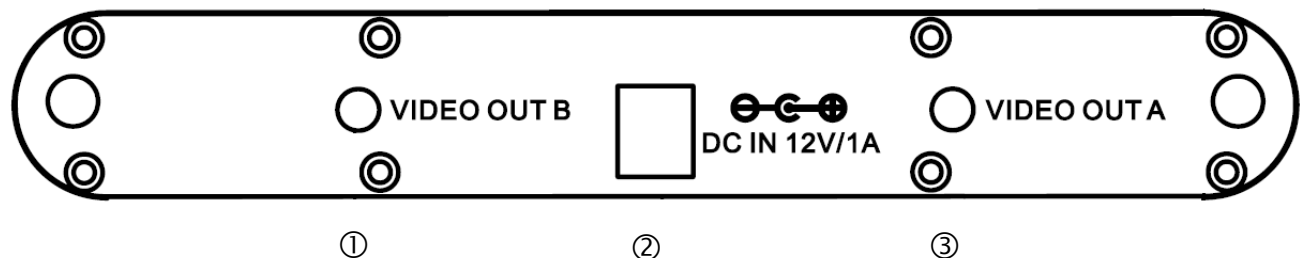 VIDEO OUT B
DC IN 12V/1A
VIDEO OUT A
① ② ③